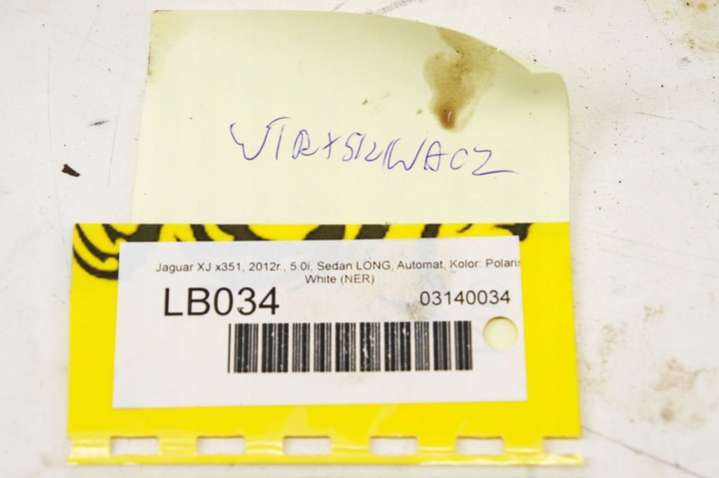 WTRYSKIWACZ
Jaguar XJ x351, 2012r., 5.0i, Sedan LONG, Automat, Kolor: Polaris
White (NER)
LB034 03140034